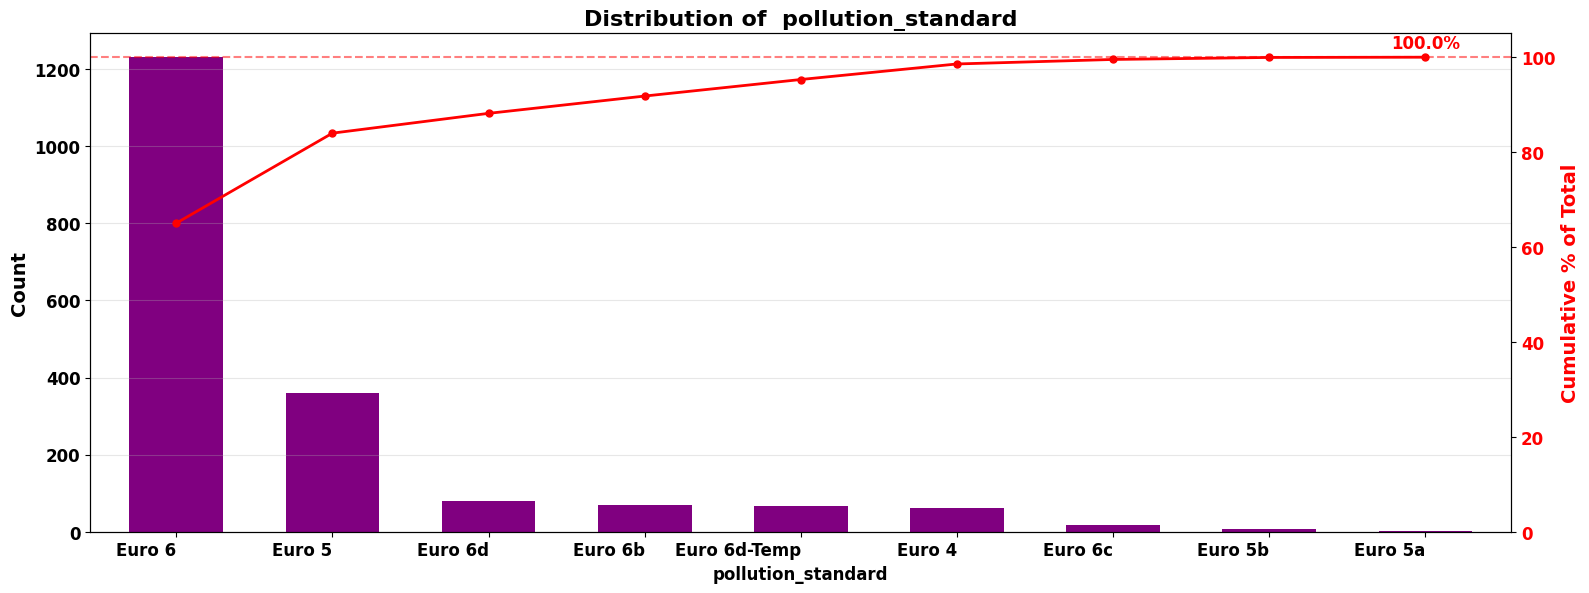 Distribution of  pollution_standard
100.0%
1200
1000
800
600
400
200
0
Count
100
80
60
40
20
0
Cumulative % of Total
Euro 6 Euro 5 Euro 6d Euro 6b Euro 6d-Temp Euro 4 Euro 6c Euro 5b Euro 5a
pollution_standard